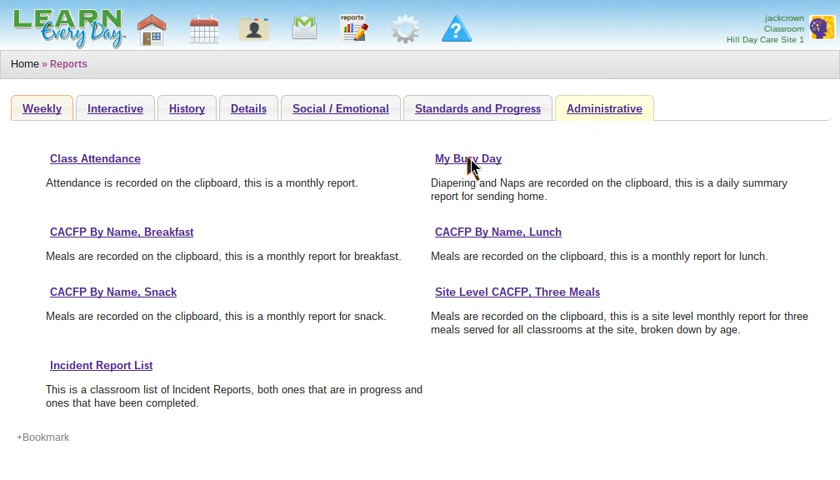 LEARN
Every Day
reports
jackcrown
Classroom
Hill Day Care Site 1
Home » Reports
Weekly
Interactive
History
Details
Social / Emotional
Standards and Progress
Administrative
Class Attendance
Attendance is recorded on the clipboard, this is a monthly report.
My Busy Day
Diapering and Naps are recorded on the clipboard, this is a daily summary
report for sending home.
CACFP By Name, Breakfast
Meals are recorded on the clipboard, this is a monthly report for breakfast.
CACFP By Name, Lunch
Meals are recorded on the clipboard, this is a monthly report for lunch.
CACFP By Name, Snack
Meals are recorded on the clipboard, this is a monthly report for snack.
Site Level CACFP, Three Meals
Meals are recorded on the clipboard, this is a site level monthly report for three
meals served for all classrooms at the site, broken down by age.
Incident Report List
This is a classroom list of Incident Reports, both ones that are in progress and
ones that have been completed.
+Bookmark